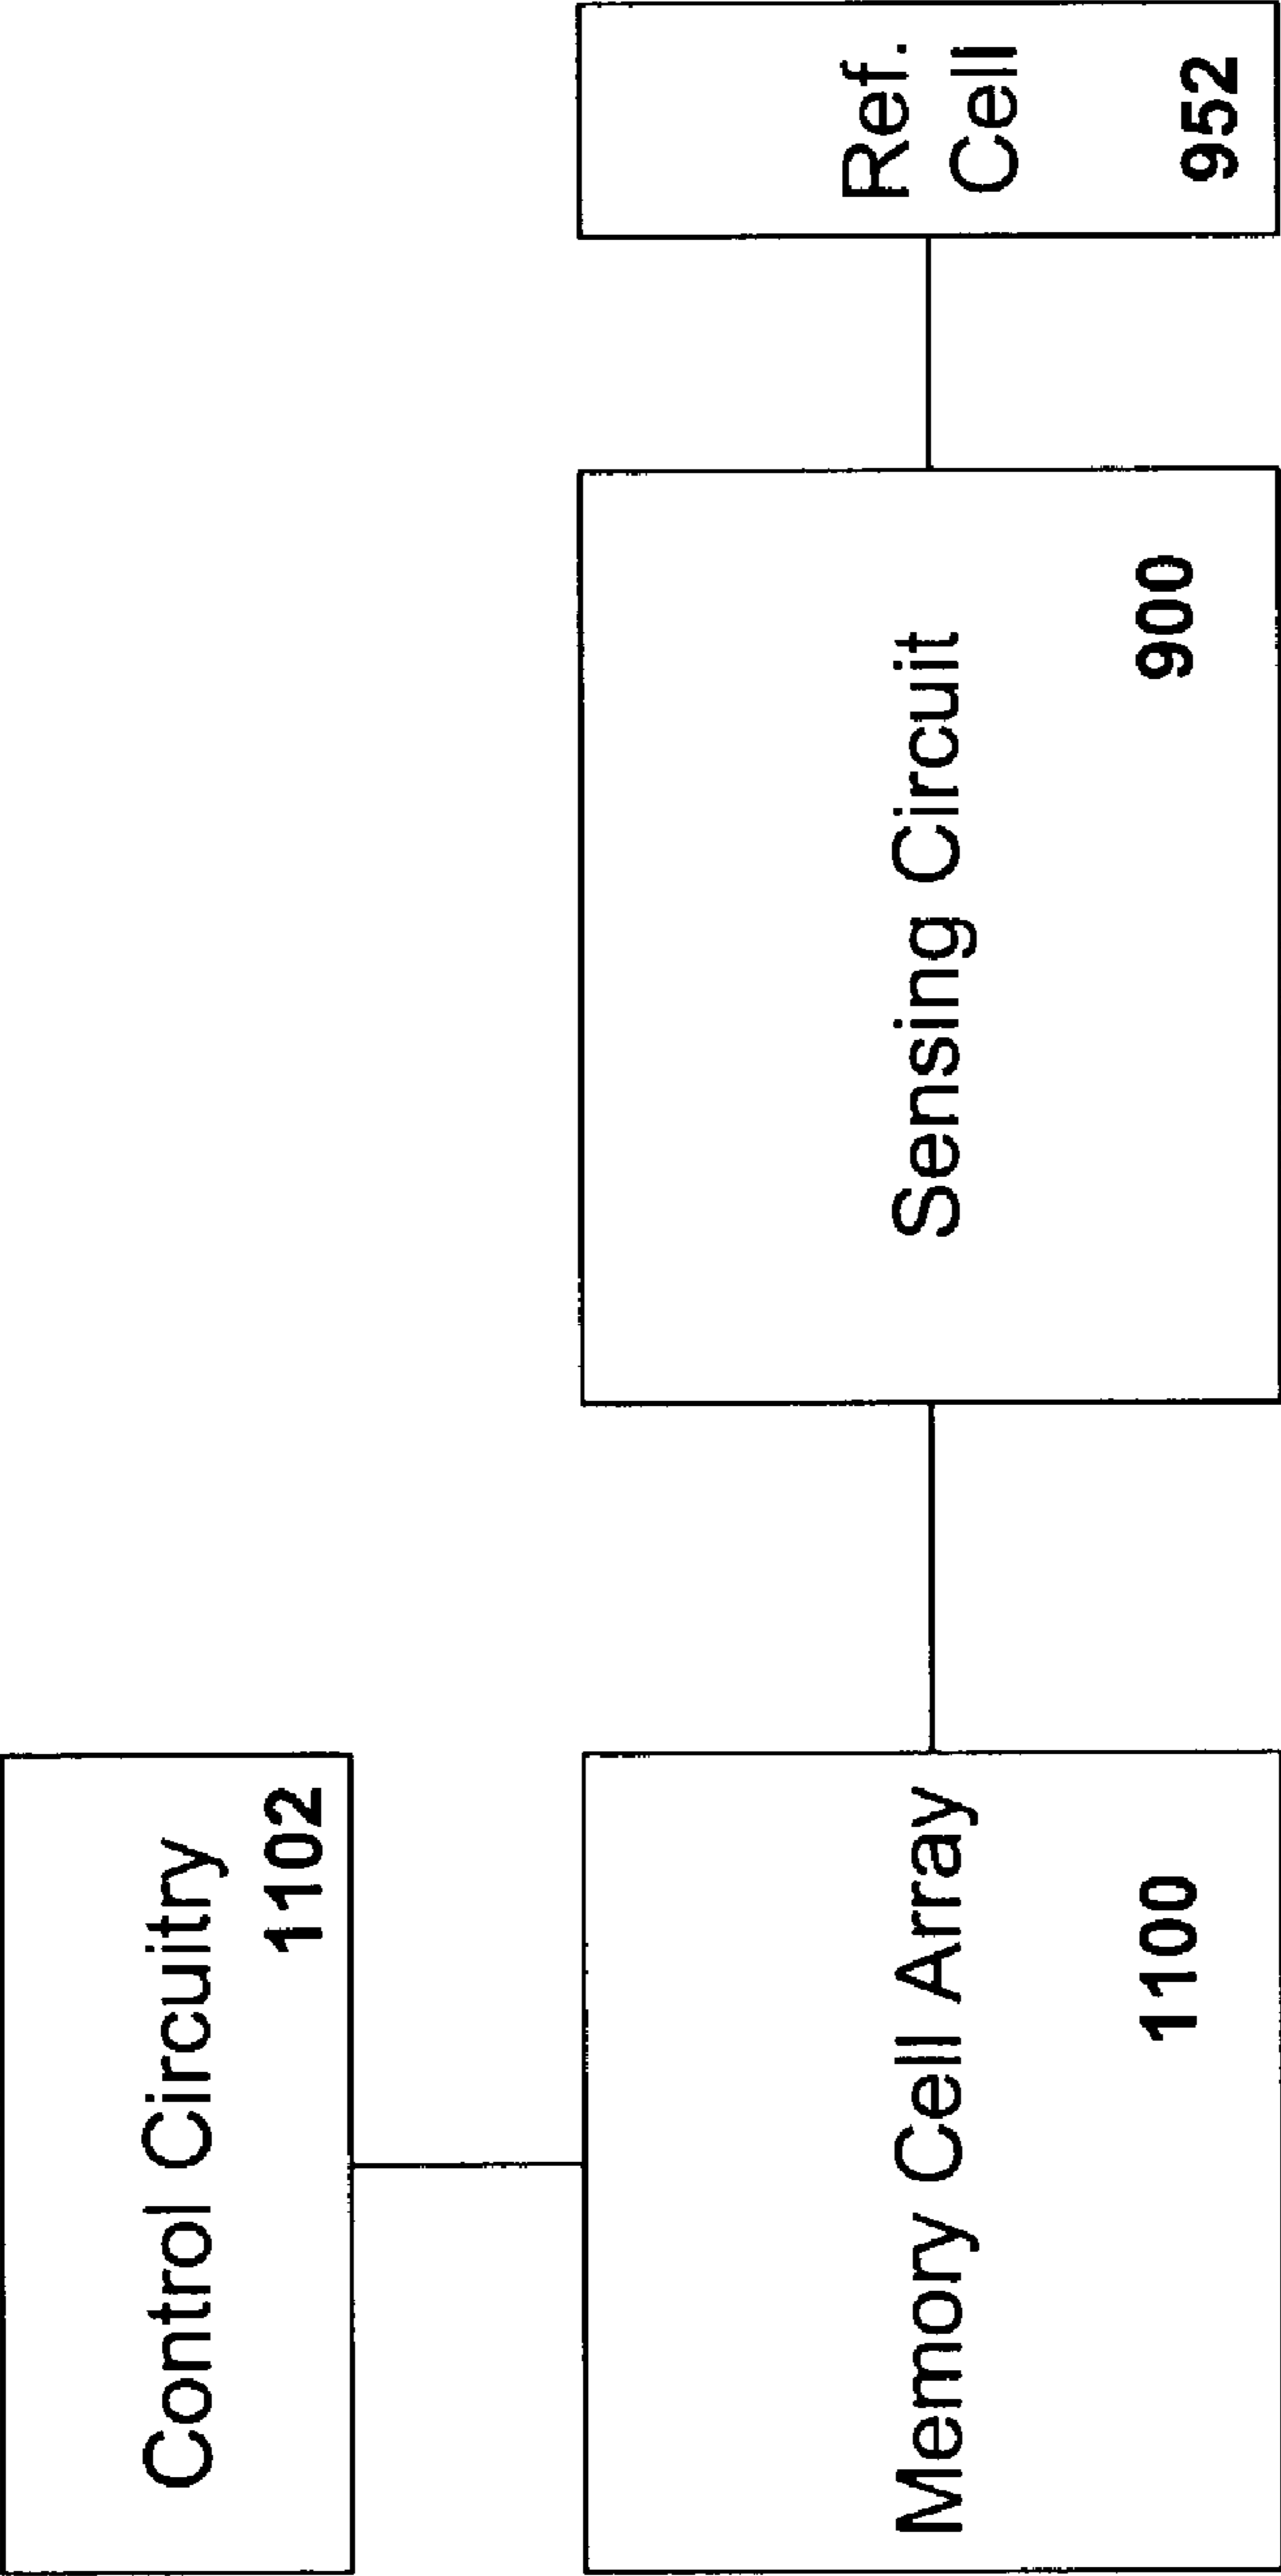 Control Circuitry
1102
Memory Cell Array
1100
Sensing Circuit
900
Ref.
Cell
952